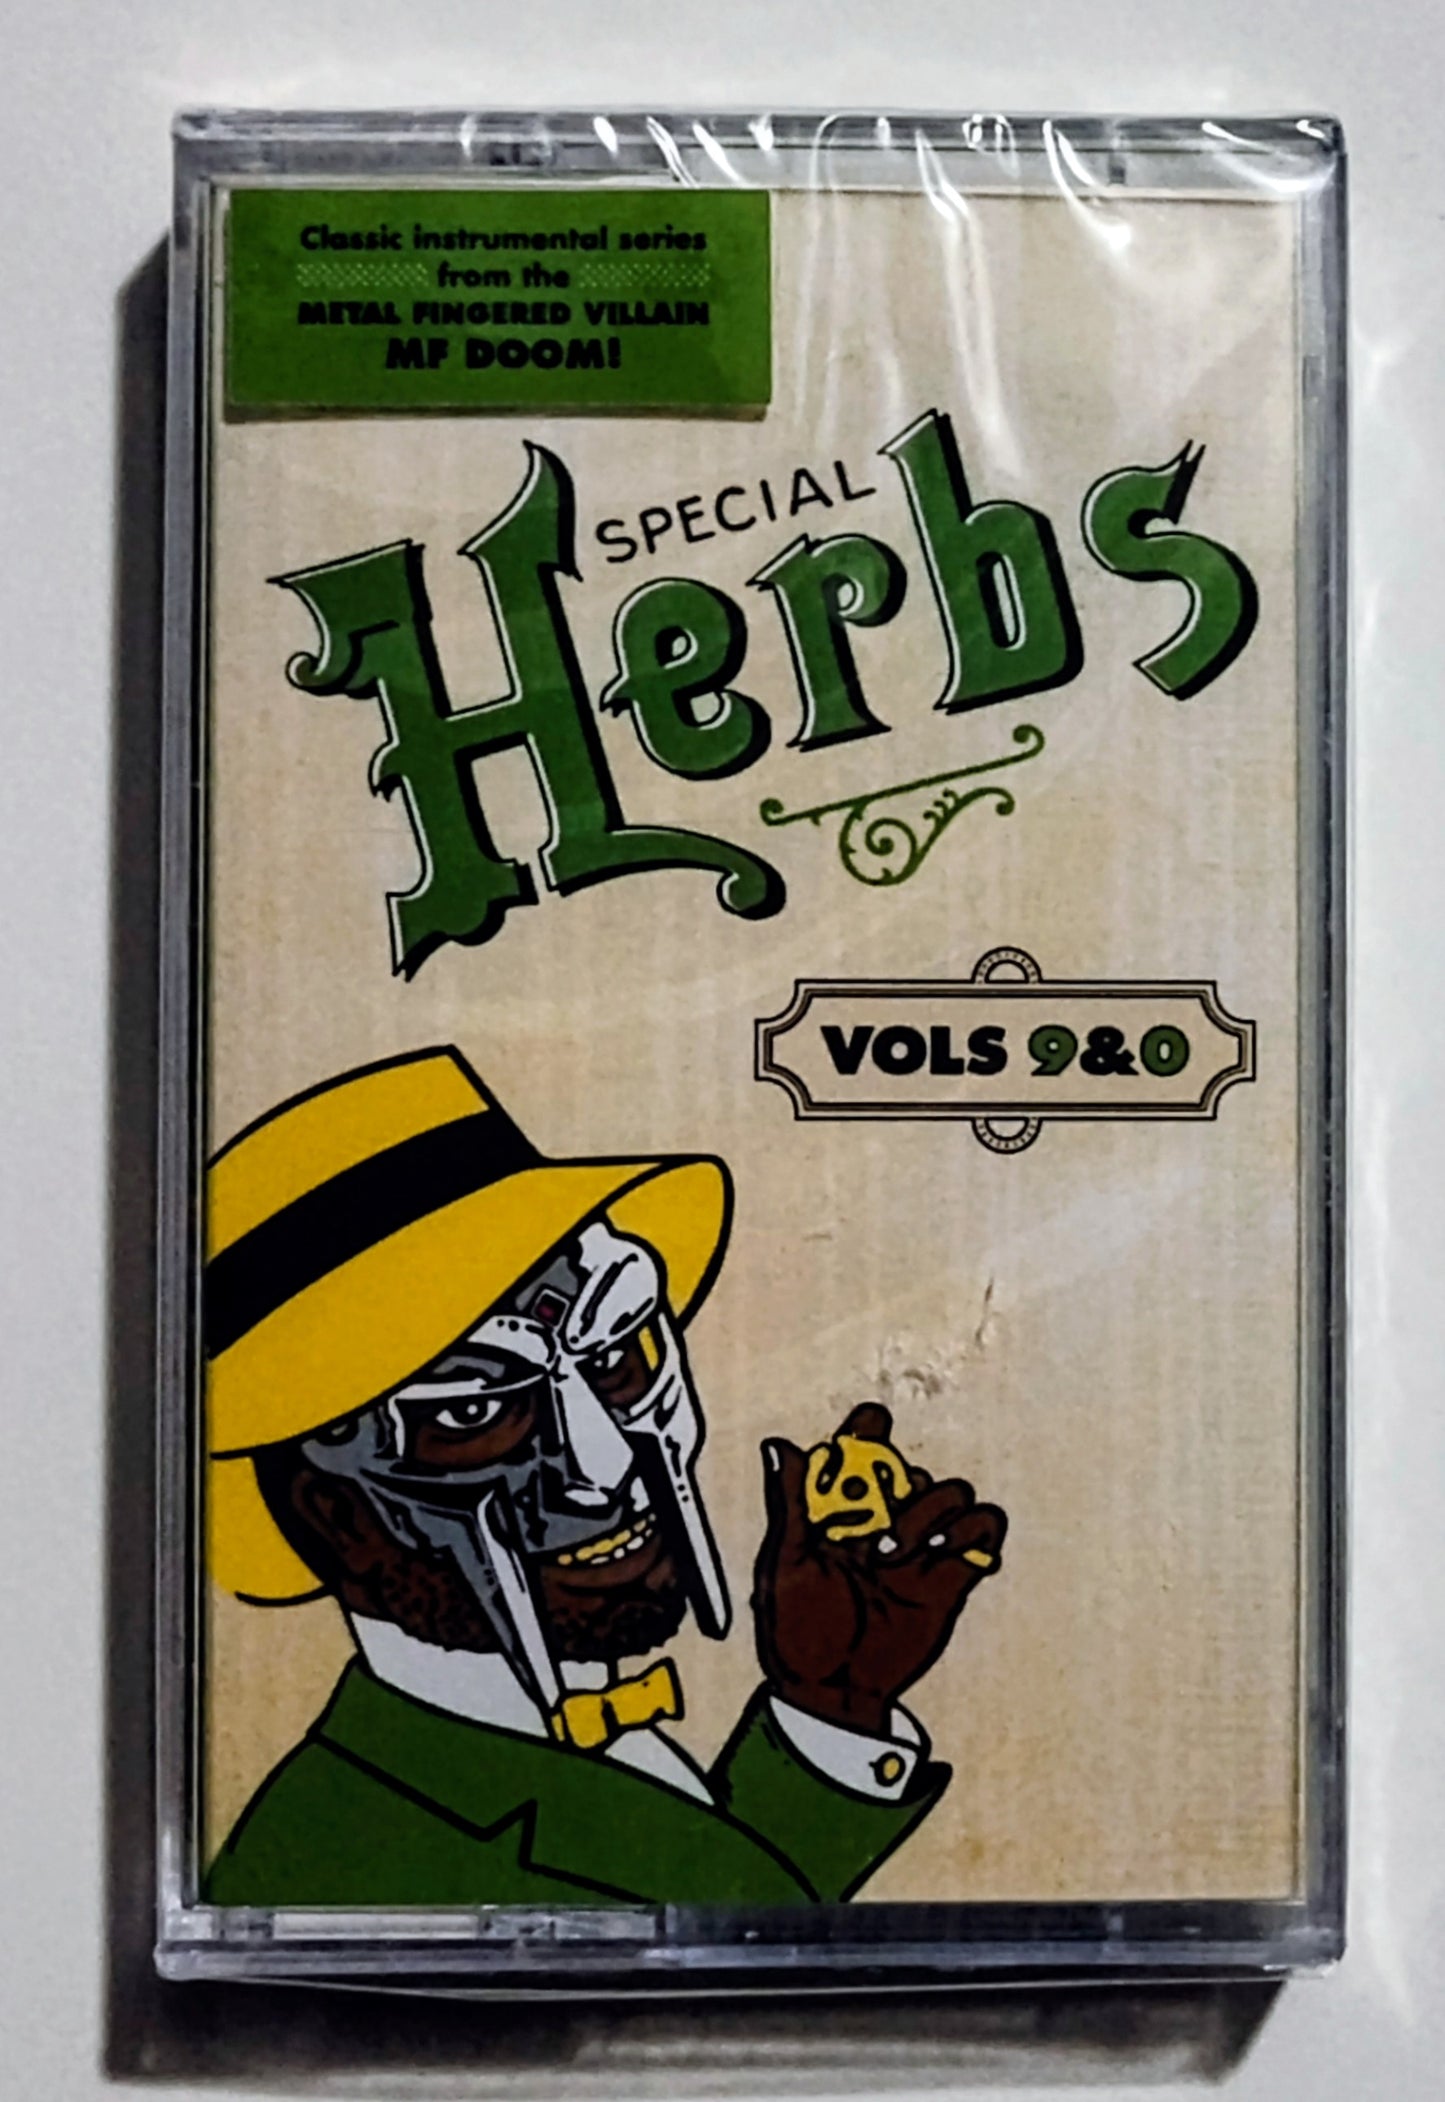 Classic instrumental series
from the
METAL FINGERED VILLAIN
MF DOOM!
SPECIAL
Herbs
VOLS 9&0